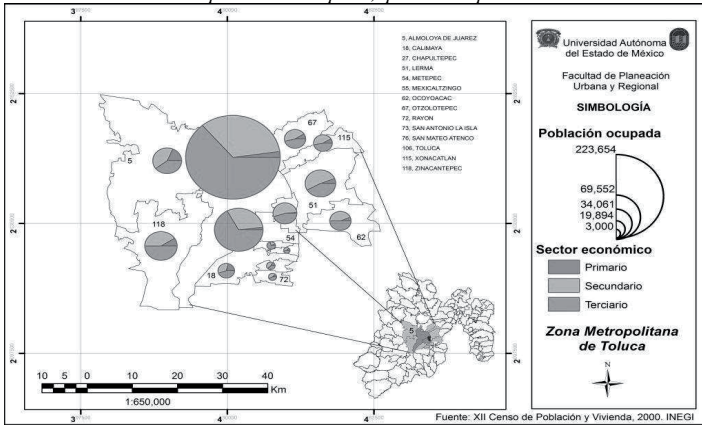 5, ALMOLOYA DE JUAREZ
18, CALIMAYA
27, CHAPULTEPEC
51, LERMA
54, METEPEC
55, MEXICALTZINGO
62, OCOYOACAC
67, OTZOLOTEPEC
72, RAYON
73, SAN ANTONIO LA ISLA
76, SAN MATEO ATENCO
106, TOLUCA
115, XONACATLAN
118, ZINACANTEPEC
67
115
5
51
118
62
54
18
72
5
10 5 0 10 20 30 40
Km
1:650,000
Universidad Autónoma
del Estado de México
Facultad de Planeación
Urbana y Regional
SIMBOLOGÍA
Población ocupada
223,654
69,552
34,061
19,894
3,000
Sector económico
Primario
Secundario
Terciario
Zona Metropolitana
de Toluca
N
Fuente: XII Censo de Población y Vivienda, 2000. INEGI